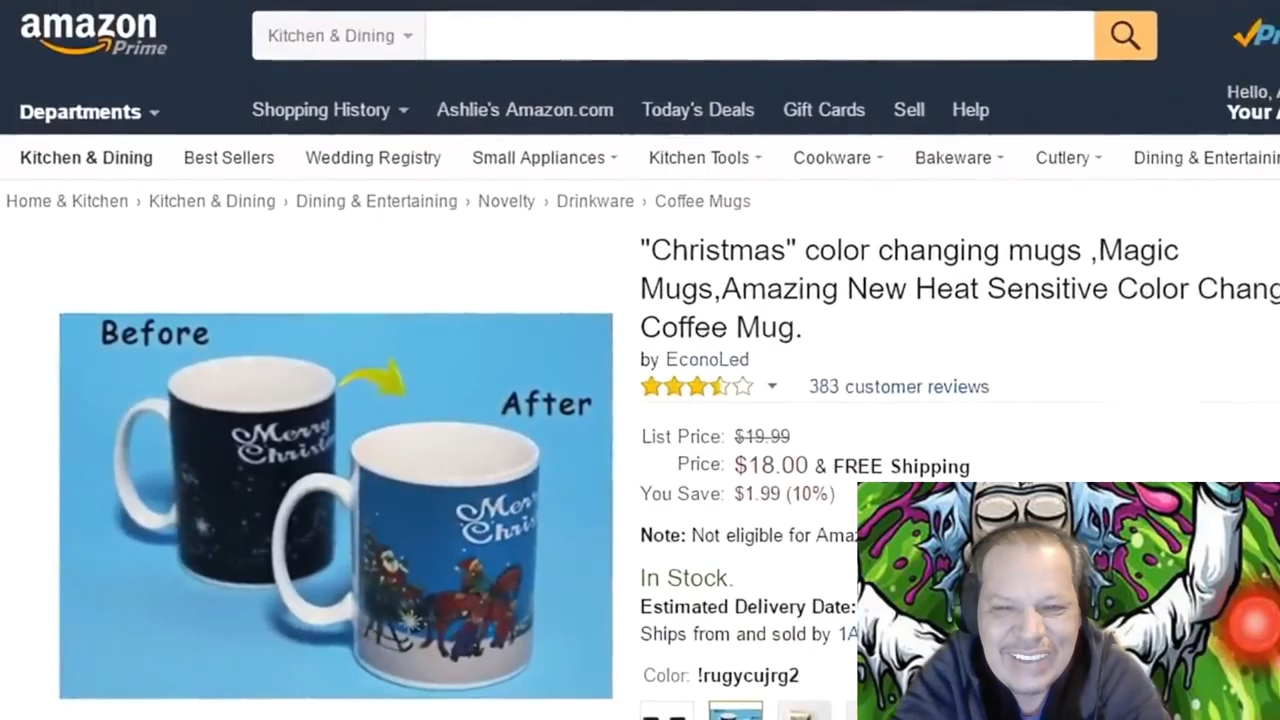 amazon
Prime
Kitchen & Dining
Departments
Shopping History
Ashlie's Amazon.com
Today's Deals
Gift Cards
Sell
Help
Hello,
Your
Kitchen & Dining
Best Sellers
Wedding Registry
Small Appliances
Kitchen Tools
Cookware
Bakeware
Cutlery
Dining & Entertaini
Home & Kitchen › Kitchen & Dining › Dining & Entertaining › Novelty › Drinkware › Coffee Mugs
"Christmas" color changing mugs ,Magic
Mugs,Amazing New Heat Sensitive Color Chang
Coffee Mug.
by EconoLed
383 customer reviews
List Price: $19.99
Price: $18.00 & FREE Shipping
You Save: $1.99 (10%)
Note: Not eligible for Ama
In Stock.
Estimated Delivery Date:
Ships from and sold by 1A
Color: !rugycujrg2
Before
After
Merry
Christ
Mer
Chris